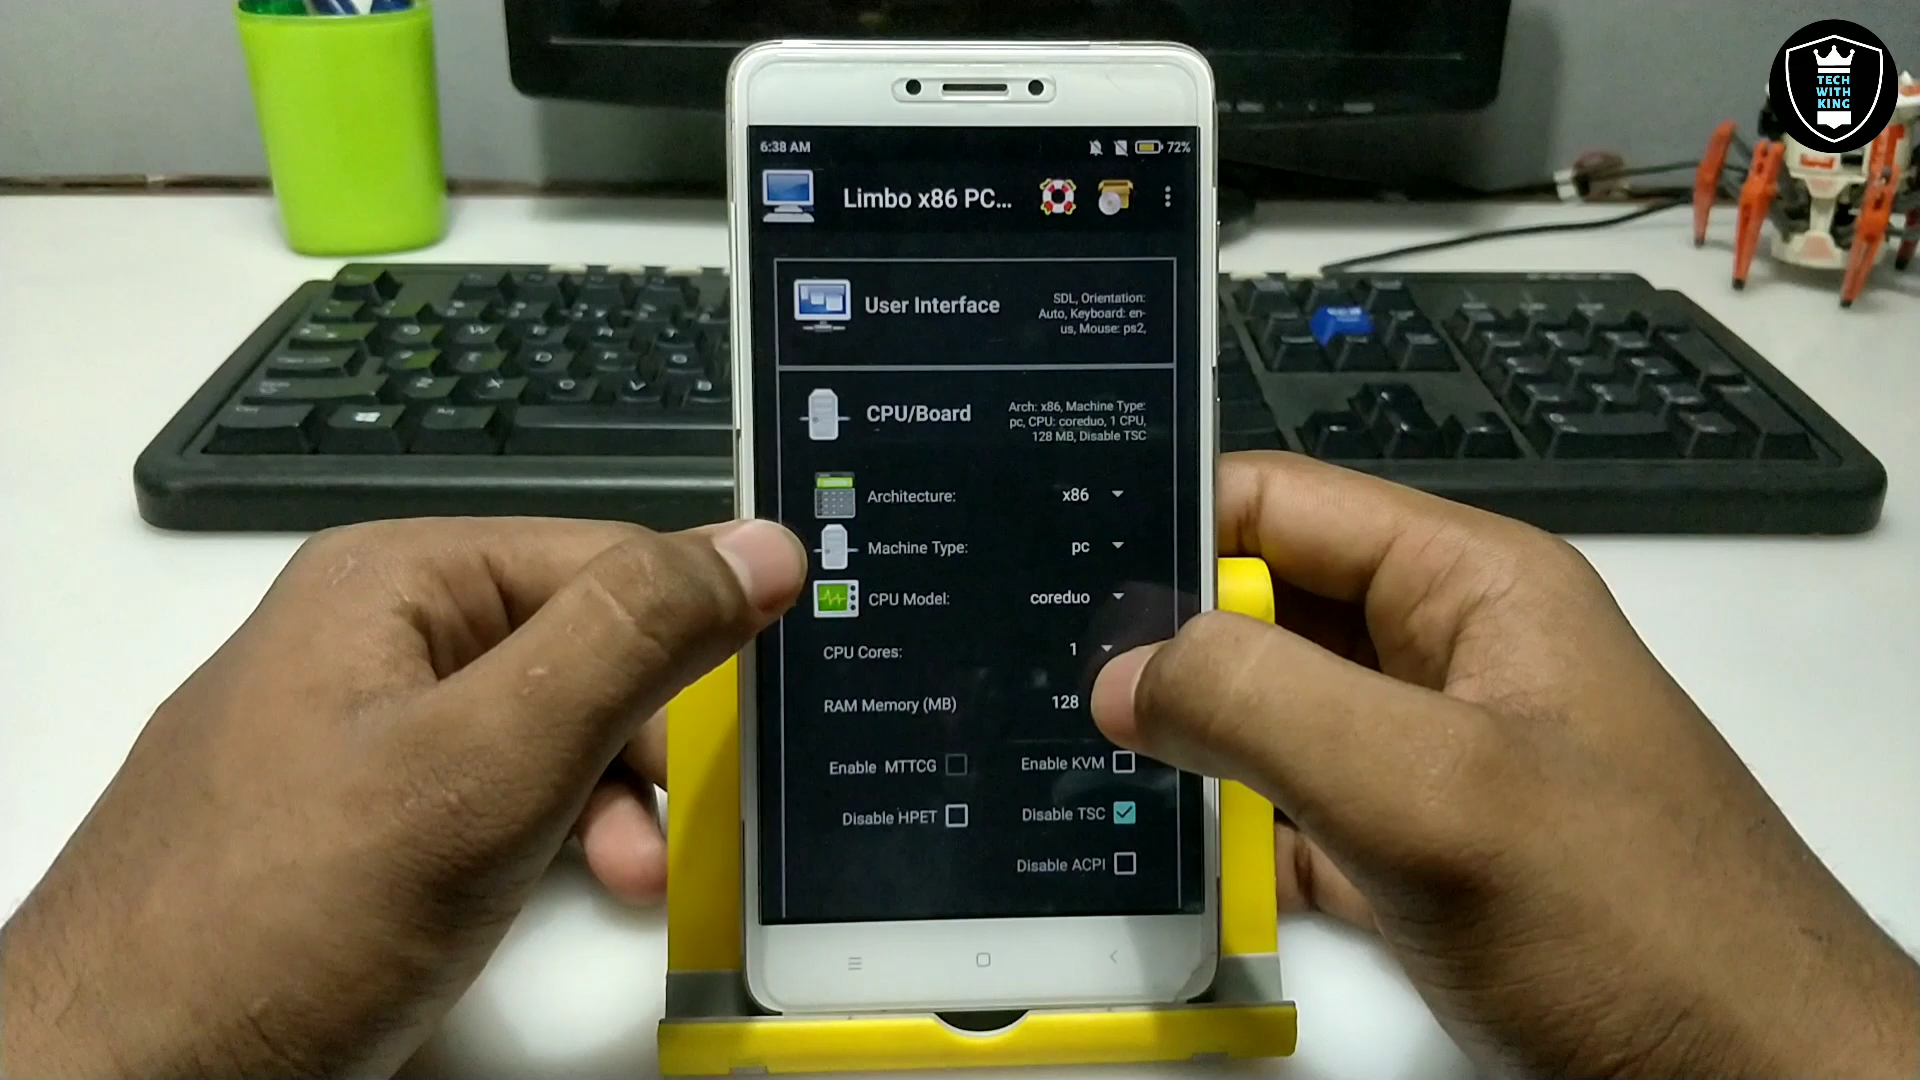 TECH
WITH
KING
6:38 AM
72%
Limbo x86 PC...
User Interface
SDL, Orientation:
Auto, Keyboard: en-
us, Mouse: ps2,
CPU/Board
Arch: x86, Machine Type:
pc, CPU: coreduo, 1 CPU,
128 MB, Disable TSC
Architecture:
x86
Machine Type:
pc
CPU Model:
coreduo
CPU Cores:
1
RAM Memory (MB)
128
Enable MTTCG
Enable KVM
Disable HPET
Disable TSC
Disable ACPI